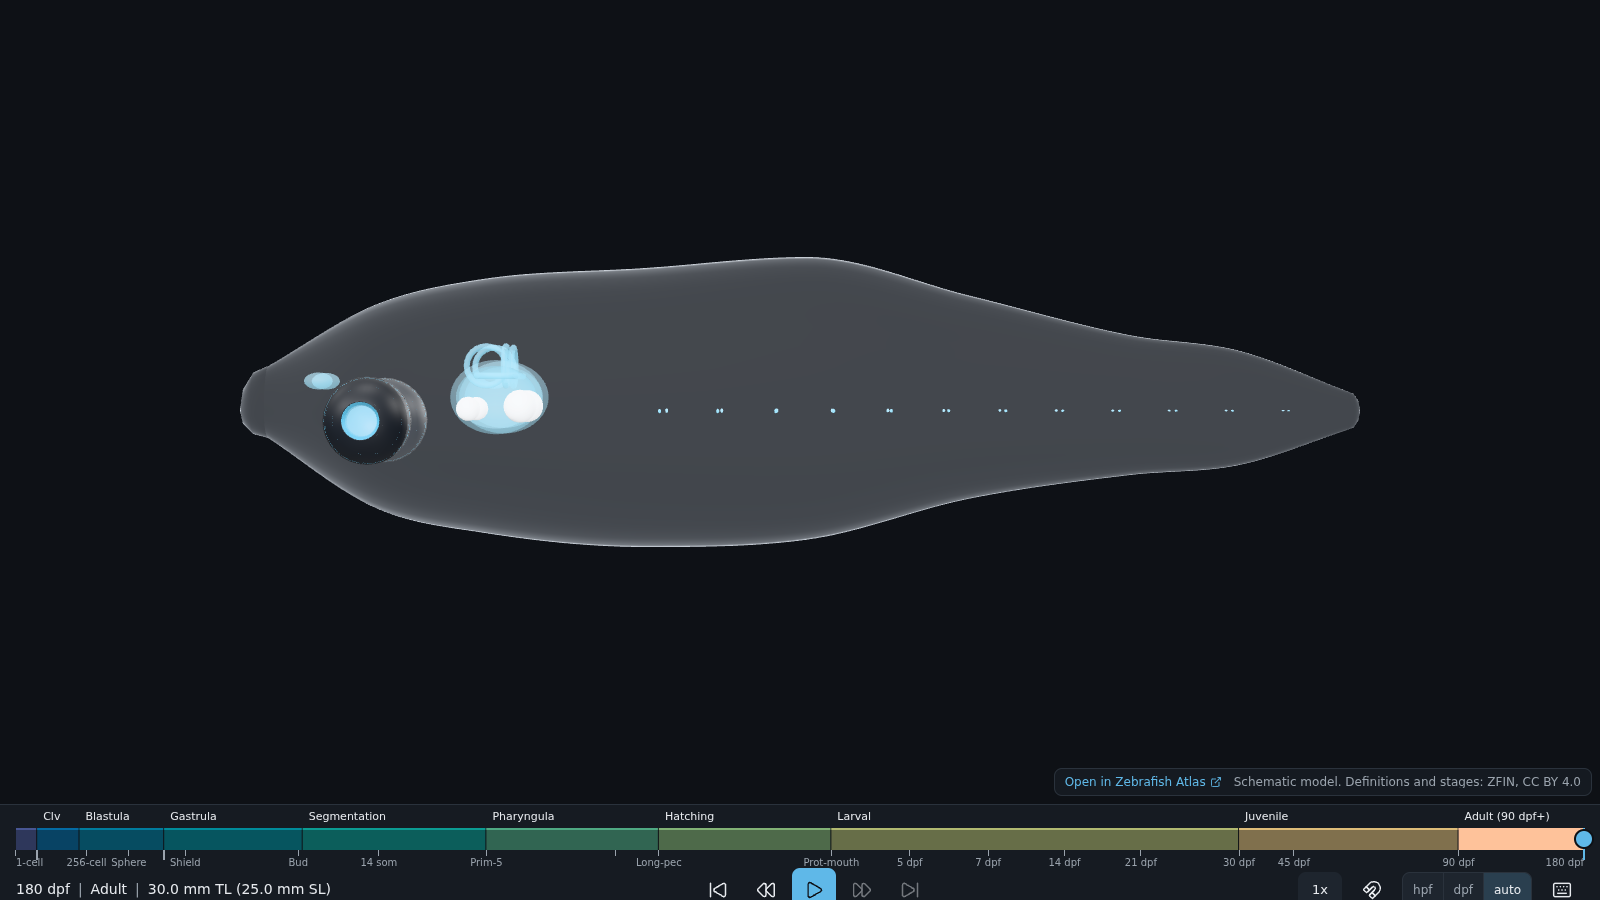 Open in Zebrafish Atlas Schematic model. Definitions and stages: ZFIN, CC BY 4.0
Clv Blastula Gastrula Segmentation Pharyngula Hatching Larval Juvenile Adult (90 dpf+)
1-cell 256-cell Sphere Shield Bud 14 som Prim-5 Long-pec Prot-mouth 5 dpf 7 dpf 14 dpf 21 dpf 30 dpf 45 dpf 90 dpf 180 dpf
180 dpf | Adult | 30.0 mm TL (25.0 mm SL) 1x hpf dpf auto